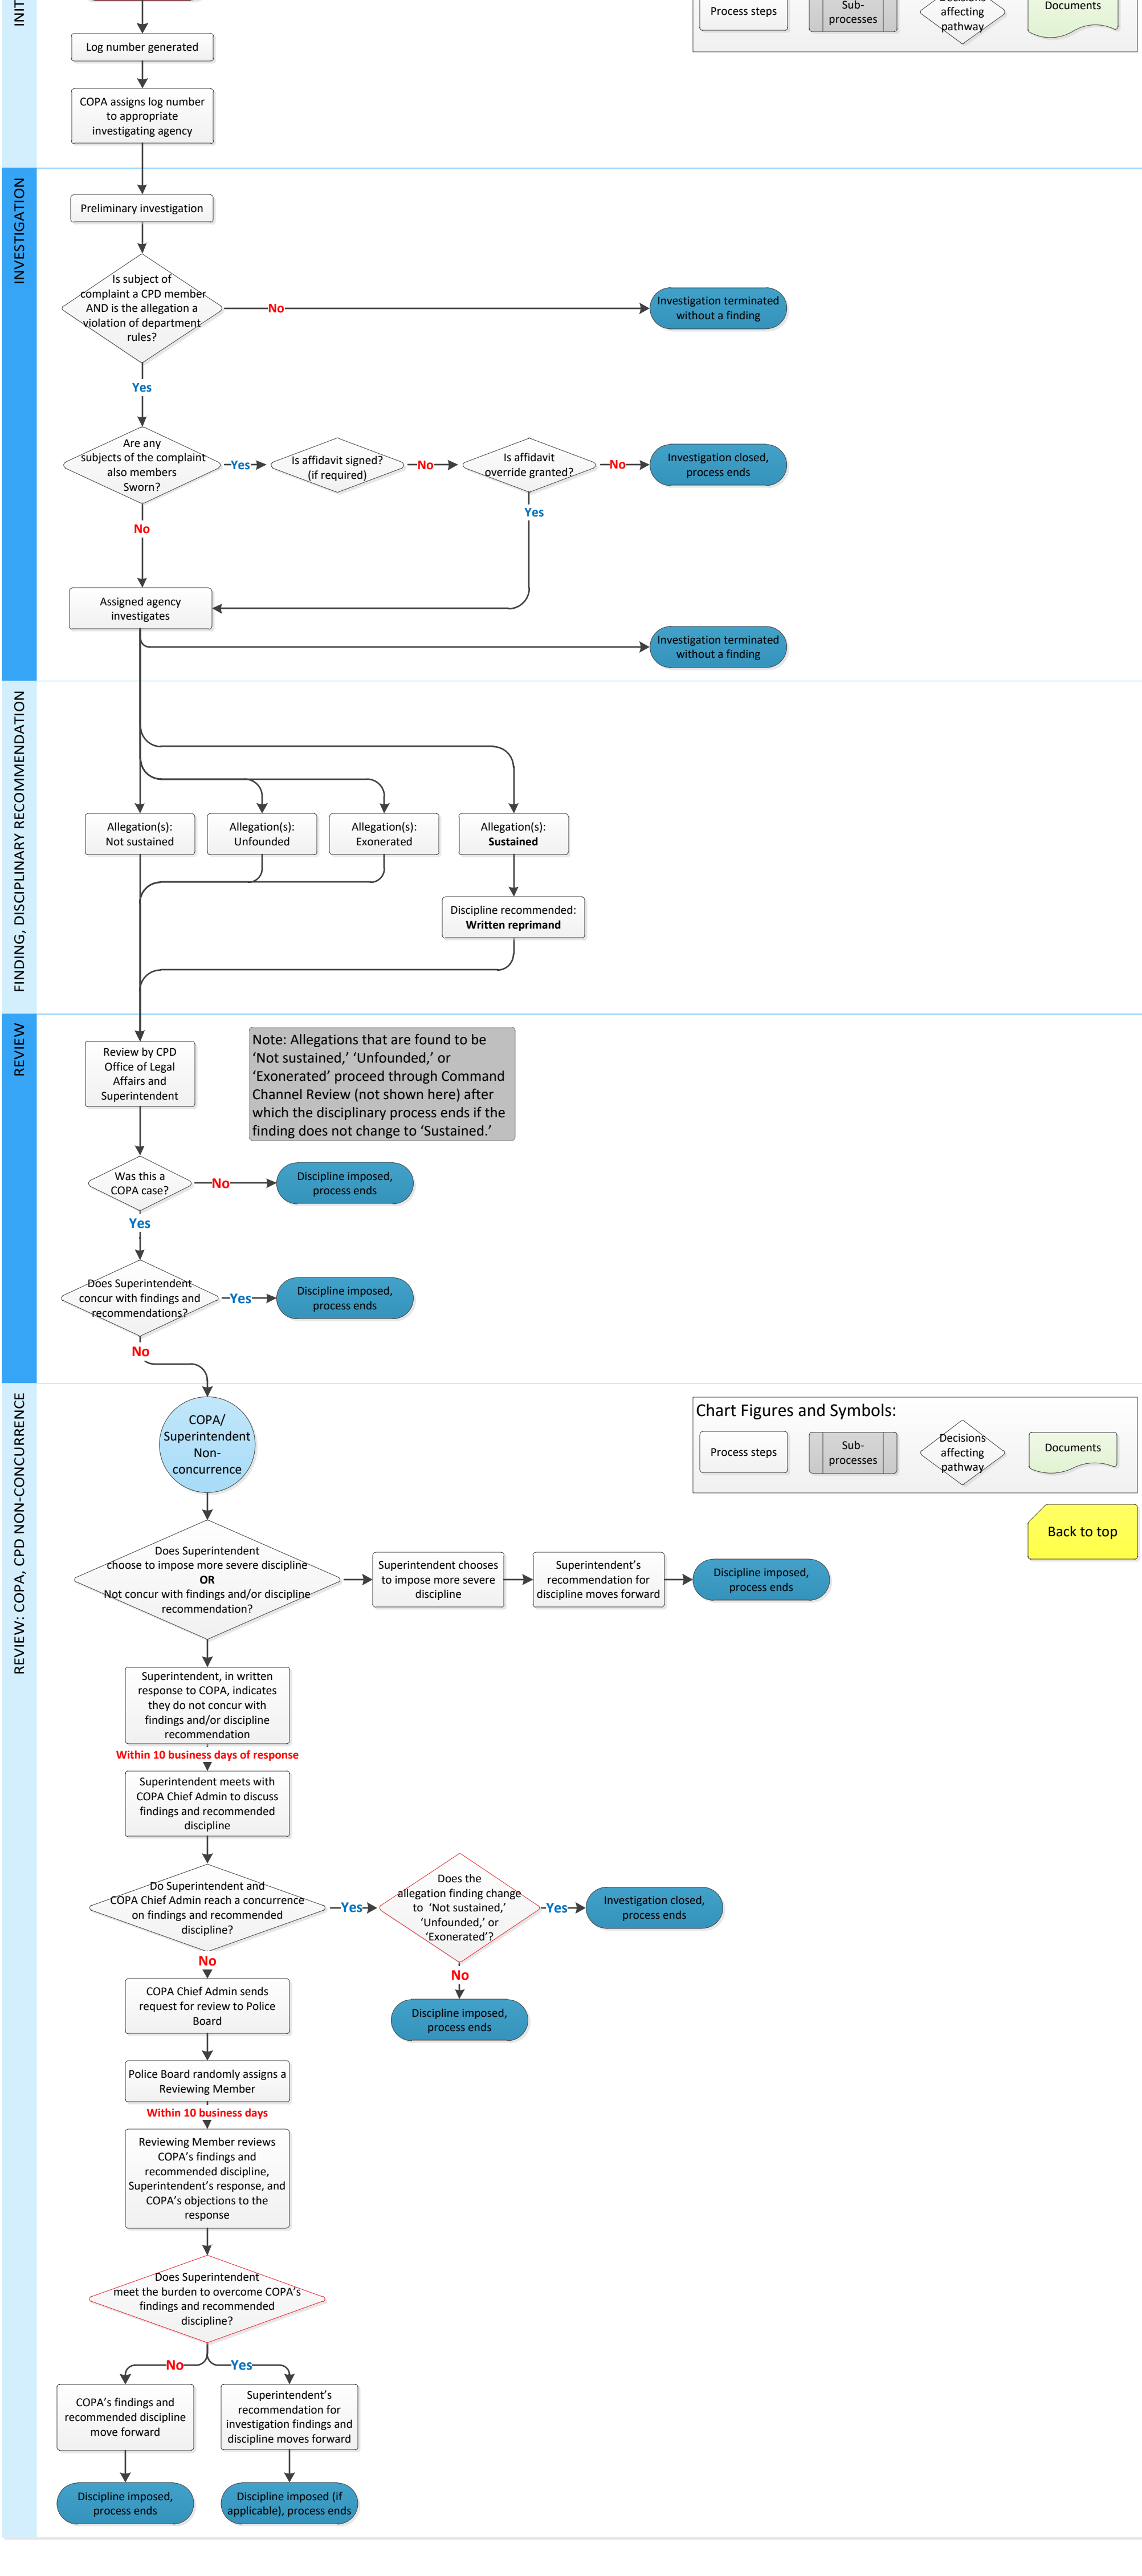 INIT
Process steps
Sub-
processes
Decisions
affecting
pathway
Documents
Log number generated
COPA assigns log number
to appropriate
investigating agency
INVESTIGATION
Preliminary investigation
Is subject of
complaint a CPD member
AND is the allegation a
violation of department
rules?
No
Investigation terminated
without a finding
Yes
Are any
subjects of the complaint
also members
Sworn?
Yes
Is affidavit signed?
(if required)
No
Is affidavit
override granted?
No
Investigation closed,
process ends
Yes
No
Assigned agency
investigates
Investigation terminated
without a finding
FINDING, DISCIPLINARY RECOMMENDATION
Allegation(s):
Not sustained
Allegation(s):
Unfounded
Allegation(s):
Exonerated
Allegation(s):
Sustained
Discipline recommended:
Written reprimand
REVIEW
Review by CPD
Office of Legal
Affairs and
Superintendent
Note: Allegations that are found to be
‘Not sustained,’ ‘Unfounded,’ or
‘Exonerated’ proceed through Command
Channel Review (not shown here) after
which the disciplinary process ends if the
finding does not change to ‘Sustained.’
Was this a
COPA case?
No
Discipline imposed,
process ends
Yes
Does Superintendent
concur with findings and
recommendations?
Yes
Discipline imposed,
process ends
No
REVIEW: COPA, CPD NON-CONCURRENCE
COPA/
Superintendent
Non-
concurrence
Chart Figures and Symbols:
Process steps
Sub-
processes
Decisions
affecting
pathway
Documents
Back to top
Does Superintendent
choose to impose more severe discipline
OR
Not concur with findings and/or discipline
recommendation?
Superintendent chooses
to impose more severe
discipline
Superintendent’s
recommendation for
discipline moves forward
Discipline imposed,
process ends
Superintendent, in written
response to COPA, indicates
they do not concur with
findings and/or discipline
recommendation
Within 10 business days of response
Superintendent meets with
COPA Chief Admin to discuss
findings and recommended
discipline
Do Superintendent and
COPA Chief Admin reach a concurrence
on findings and recommended
discipline?
Yes
Does the
allegation finding change
to ‘Not sustained,’
‘Unfounded,’ or
‘Exonerated’?
Yes
Investigation closed,
process ends
No
No
Discipline imposed,
process ends
COPA Chief Admin sends
request for review to Police
Board
Police Board randomly assigns a
Reviewing Member
Within 10 business days
Reviewing Member reviews
COPA’s findings and
recommended discipline,
Superintendent’s response, and
COPA’s objections to the
response
Does Superintendent
meet the burden to overcome COPA’s
findings and recommended
discipline?
No
Yes
COPA’s findings and
recommended discipline
move forward
Superintendent’s
recommendation for
investigation findings and
discipline moves forward
Discipline imposed,
process ends
Discipline imposed (if
applicable), process ends